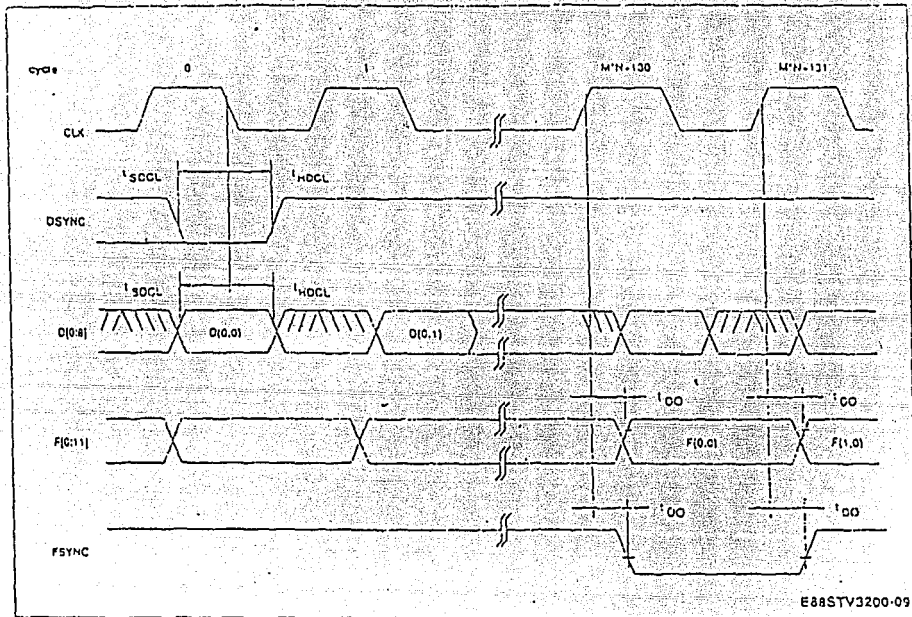 cycle 0 1 M*N+130 M*N+131
CLK
tSDCL tHDCL
DSYNC
tSDCL tHDCL
D[0:8] D(0,0) D(0,1)
tDO tDO
F[0:11] F(0,0) F(1,0)
tDO tDO
FSYNC
E88STV3200-09